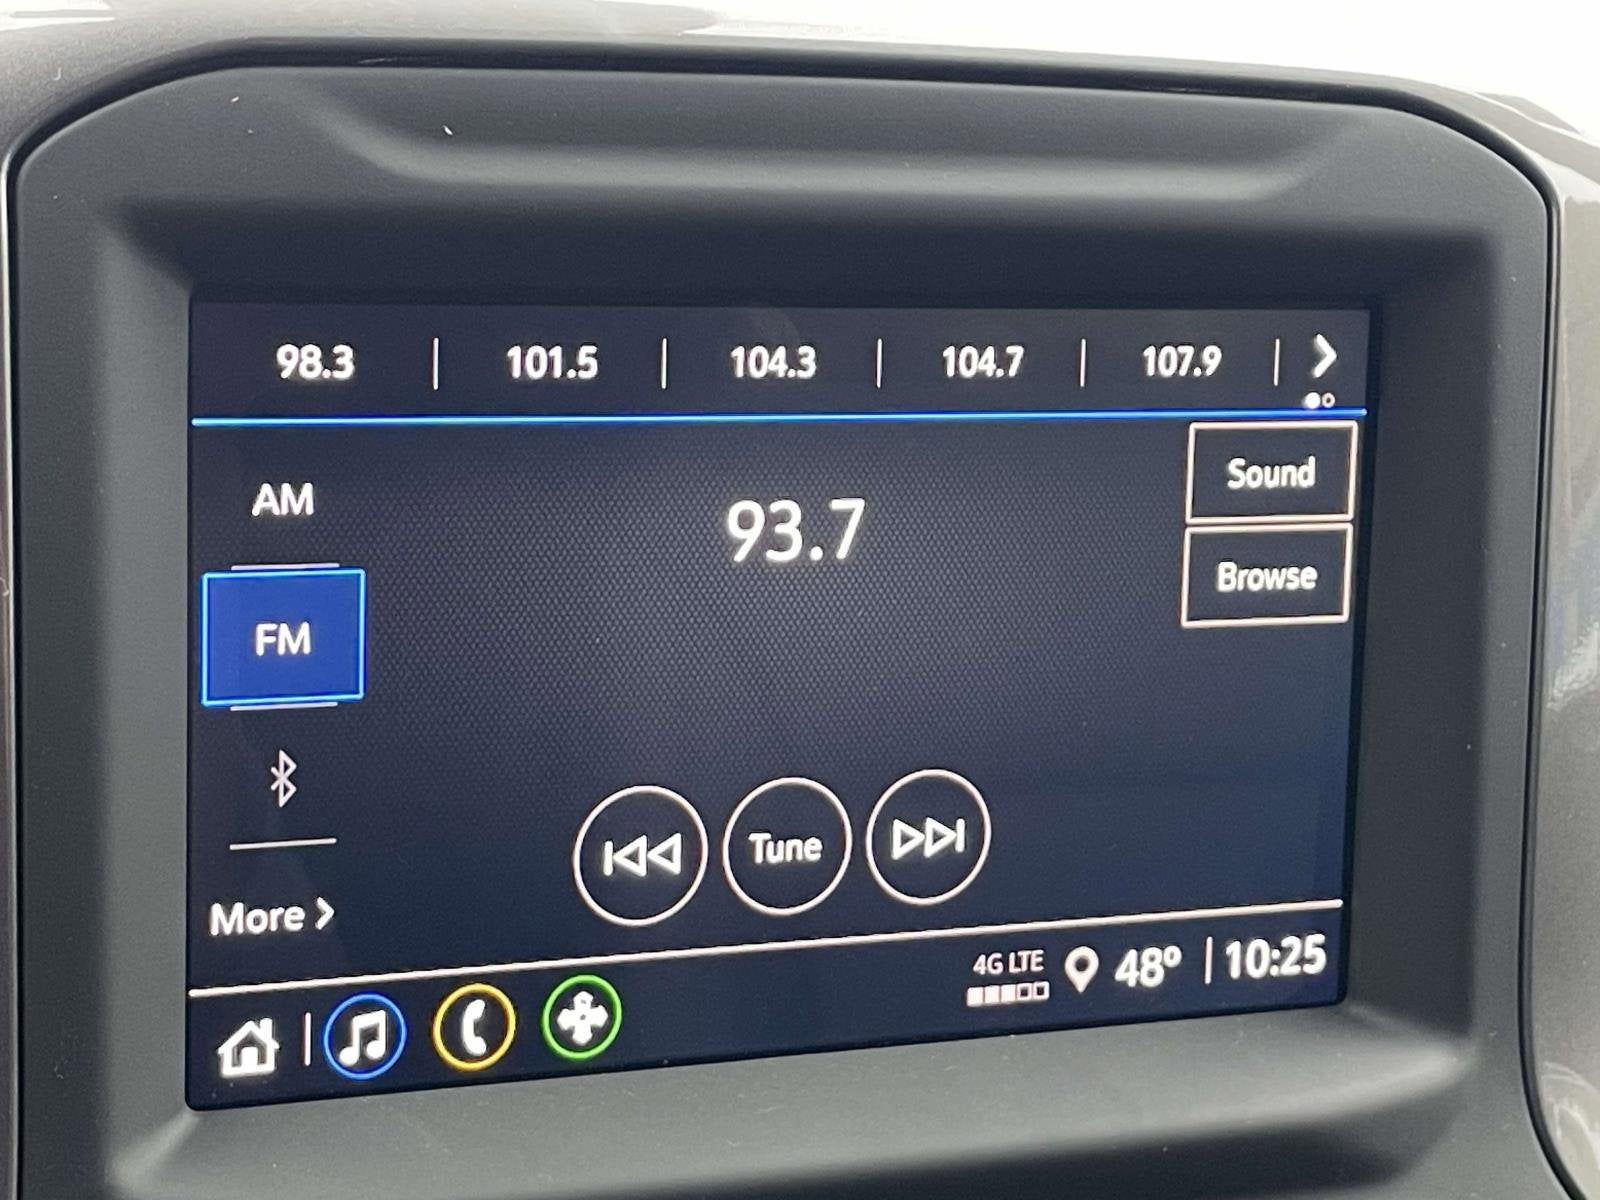 98.3 | 101.5 | 104.3 | 104.7 | 107.9 |
Sound
AM
93.7
Browse
FM
Tune
More
4G LTE 48° | 10:25